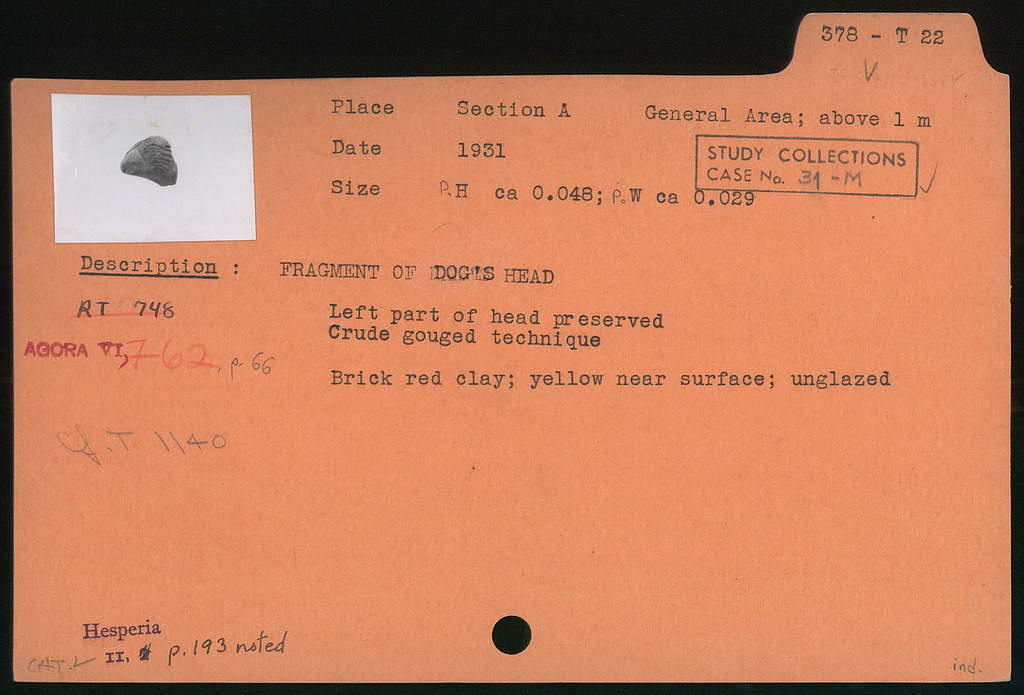 378 - T 22
V
Place Section A General Area; above 1 m
Date 1931
STUDY COLLECTIONS
CASE No. 31 -M
Size P.H ca 0.048; P.W ca 0.029
Description : FRAGMENT OF DOG'S HEAD
RT 748
Left part of head preserved
Crude gouged technique
AGORA VI, 762, p. 66
Brick red clay; yellow near surface; unglazed
Cf. T 1140
Hesperia
II, p. 193 noted
CAT.
ind.